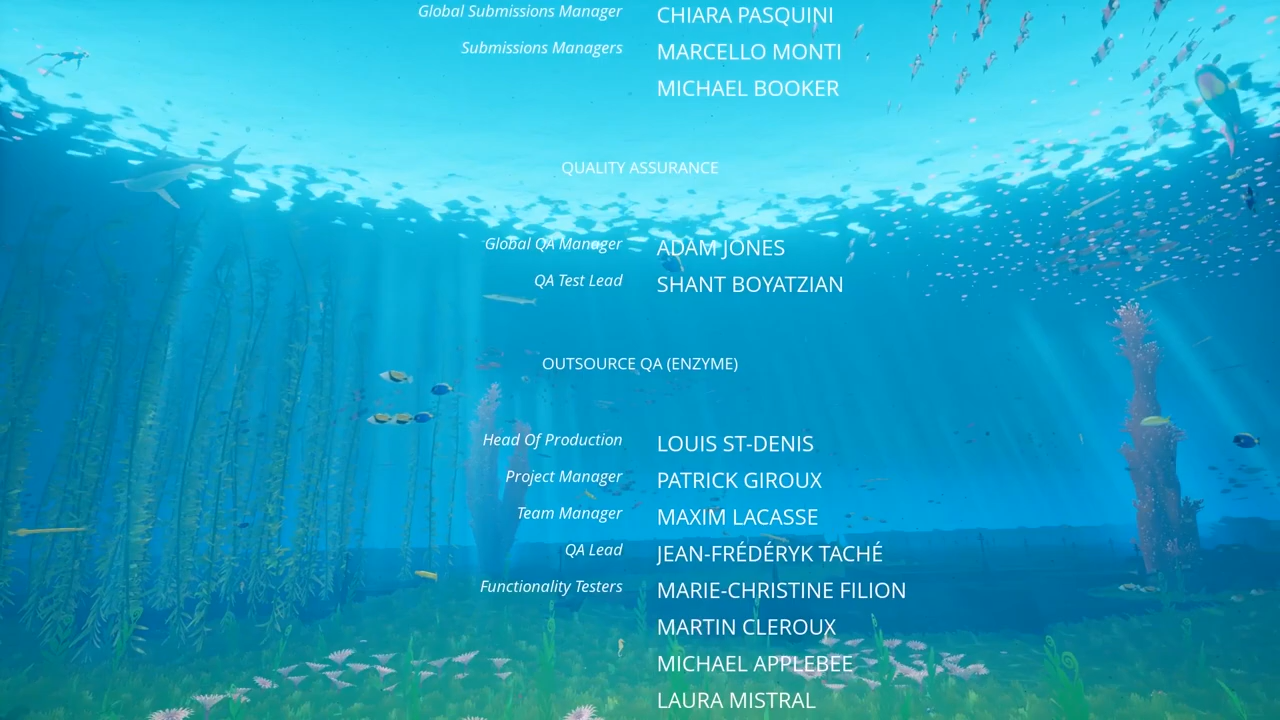 Global Submissions Manager CHIARA PASQUINI
Submissions Managers MARCELLO MONTI
MICHAEL BOOKER
QUALITY ASSURANCE
Global QA Manager ADAM JONES
QA Test Lead SHANT BOYATZIAN
OUTSOURCE QA (ENZYME)
Head Of Production LOUIS ST-DENIS
Project Manager PATRICK GIROUX
Team Manager MAXIM LACASSE
QA Lead JEAN-FRÉDÉRYK TACHÉ
Functionality Testers MARIE-CHRISTINE FILION
MARTIN CLEROUX
MICHAEL APPLEBEE
LAURA MISTRAL